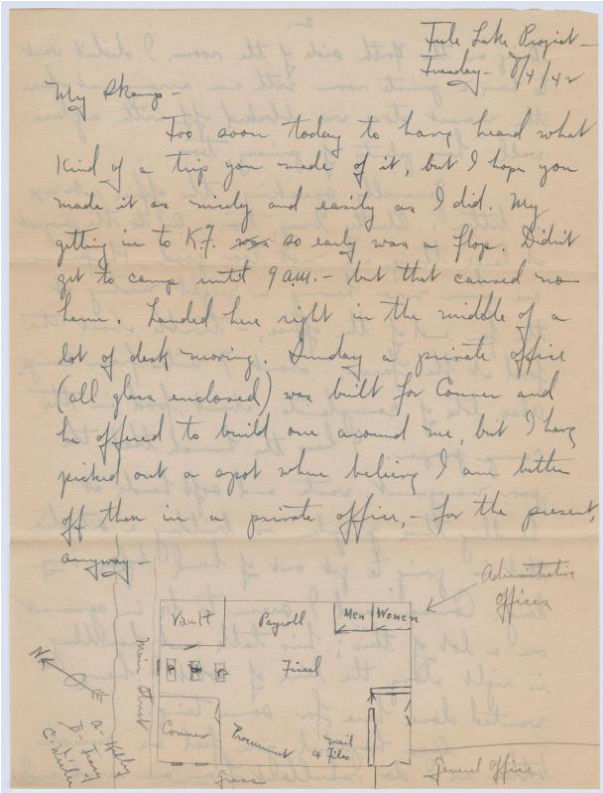 Tule Lake Project -
Tuesday - 8/4/42
My Skamp -
Too soon today to have heard what
kind of a trip you made of it, but I hope you
made it as nicely and easily as I did. My
getting in to K.F. was so early was a flop. Didn't
get to camp until 9 a.m. - but that caused no
harm. Landed here right in the middle of a
lot of desk moving. Sunday a private office
(all glass enclosed) was built for Conner and
he offered to build one around me, but I have
picked out a spot where believing I am better
off than in a private office, - for the present,
anyway -
Administrative
offices
Vault
Payroll
Men
Women
Main Street
Fiscal
N
Conner
Procurement
Mail
& Files
Grose
General Office